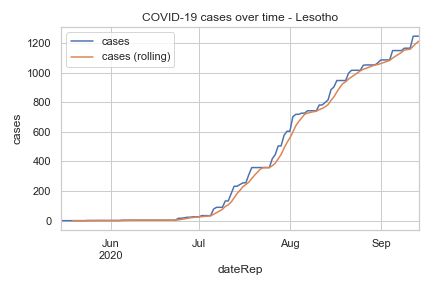 COVID-19 cases over time - Lesotho
cases
cases (rolling)
1200
1000
800
600
400
200
0
cases
Jun
2020
Jul
Aug
Sep
dateRep